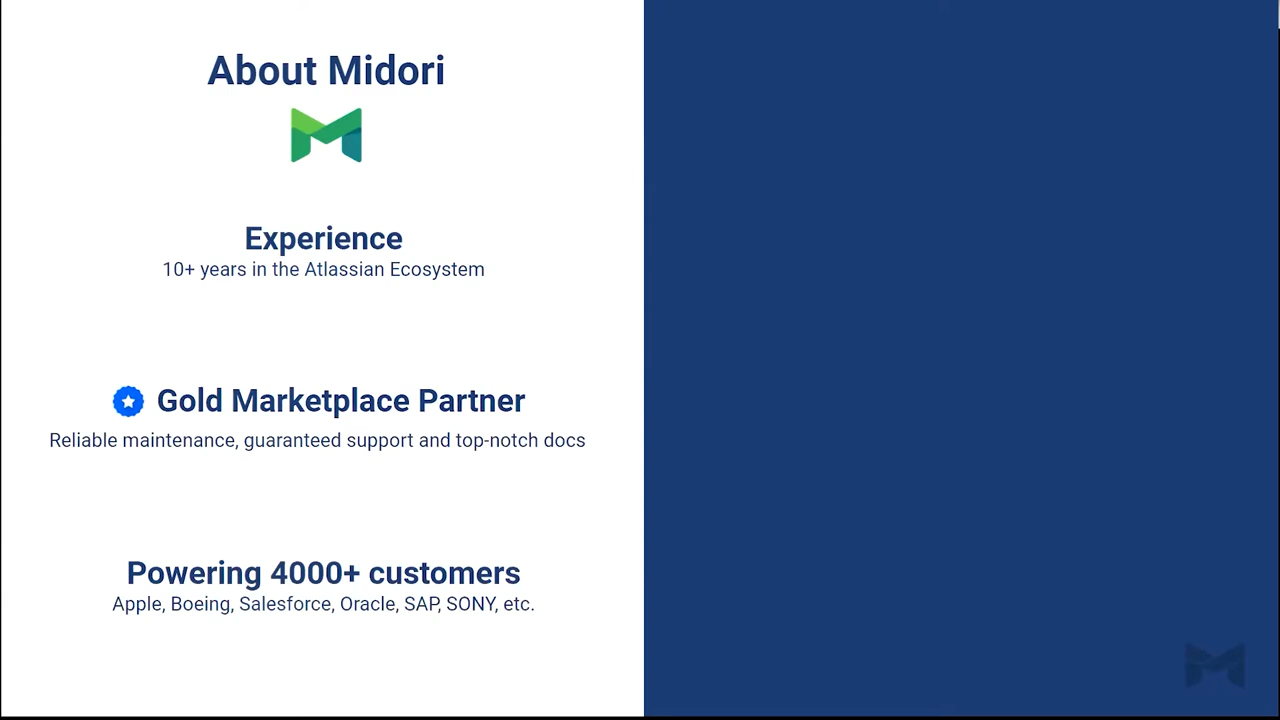 About Midori
Experience
10+ years in the Atlassian Ecosystem
Gold Marketplace Partner
Reliable maintenance, guaranteed support and top-notch docs
Powering 4000+ customers
Apple, Boeing, Salesforce, Oracle, SAP, SONY, etc.